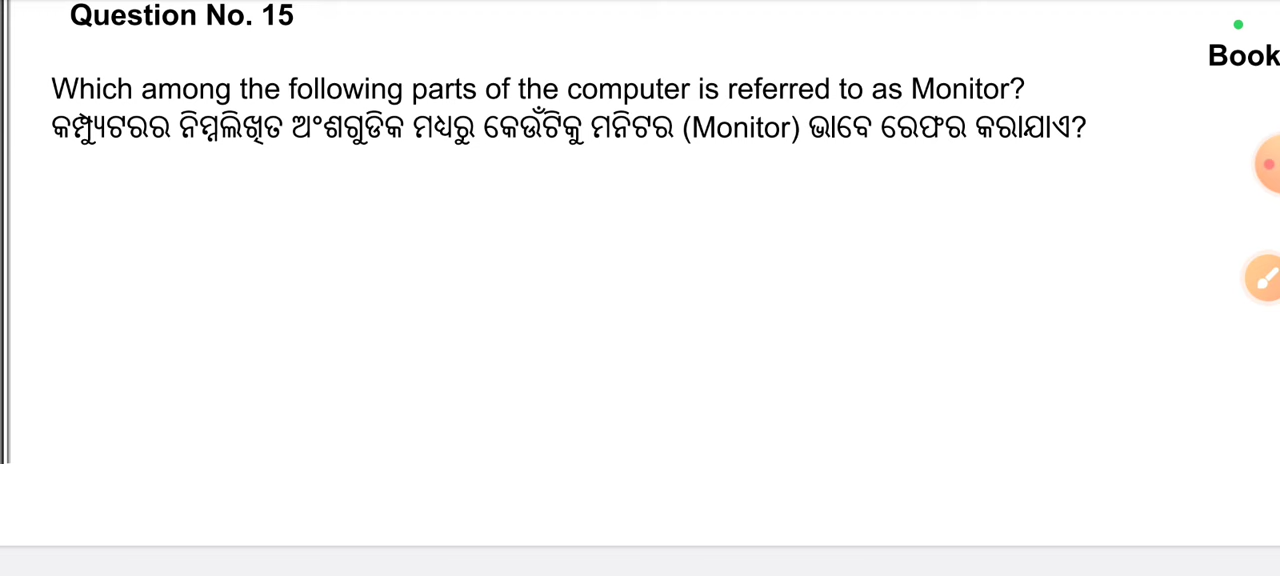 Question No. 15
Book
Which among the following parts of the computer is referred to as Monitor?
କମ୍ପ୍ୟୁଟରର ନିମ୍ନଲିଖିତ ଅଂଶଗୁଡିକ ମଧ୍ୟରୁ କେଉଁଟିକୁ ମନିଟର (Monitor) ଭାବେ ରେଫର କରାଯାଏ?